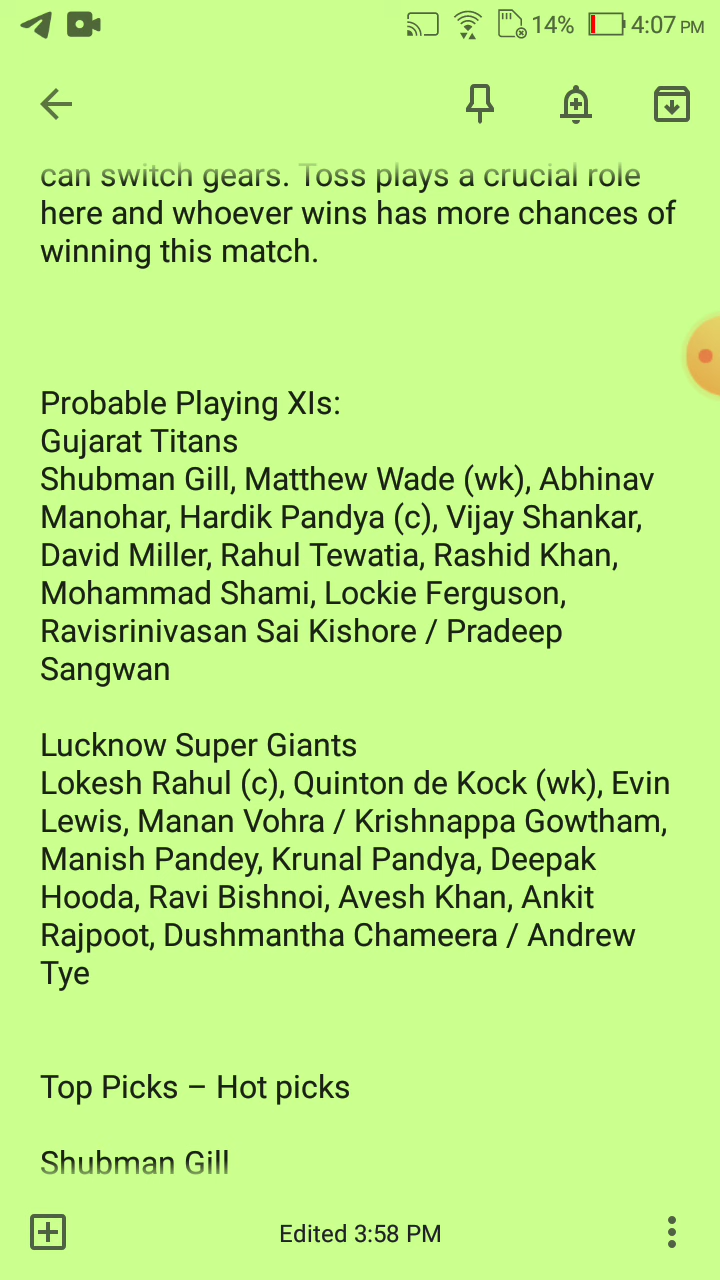 14% 4:07 PM
can switch gears. Toss plays a crucial role
here and whoever wins has more chances of
winning this match.
Probable Playing XIs:
Gujarat Titans
Shubman Gill, Matthew Wade (wk), Abhinav
Manohar, Hardik Pandya (c), Vijay Shankar,
David Miller, Rahul Tewatia, Rashid Khan,
Mohammad Shami, Lockie Ferguson,
Ravisrinivasan Sai Kishore / Pradeep
Sangwan
Lucknow Super Giants
Lokesh Rahul (c), Quinton de Kock (wk), Evin
Lewis, Manan Vohra / Krishnappa Gowtham,
Manish Pandey, Krunal Pandya, Deepak
Hooda, Ravi Bishnoi, Avesh Khan, Ankit
Rajpoot, Dushmantha Chameera / Andrew
Tye
Top Picks – Hot picks
Shubman Gill
Edited 3:58 PM